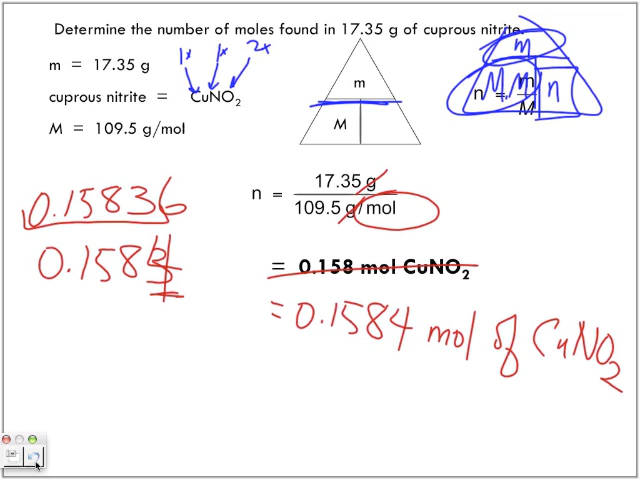 Determine the number of moles found in 17.35 g of cuprous nitrite.
1x 1x 2x
m
m = 17.35 g
m
cuprous nitrite = CuNO₂
Mm n
n = m
M
M
M = 109.5 g/mol
n = 17.35 g
109.5 g/mol
0.15836
0.158
= 0.158 mol CuNO₂
= 0.1584 mol of CuNO₂